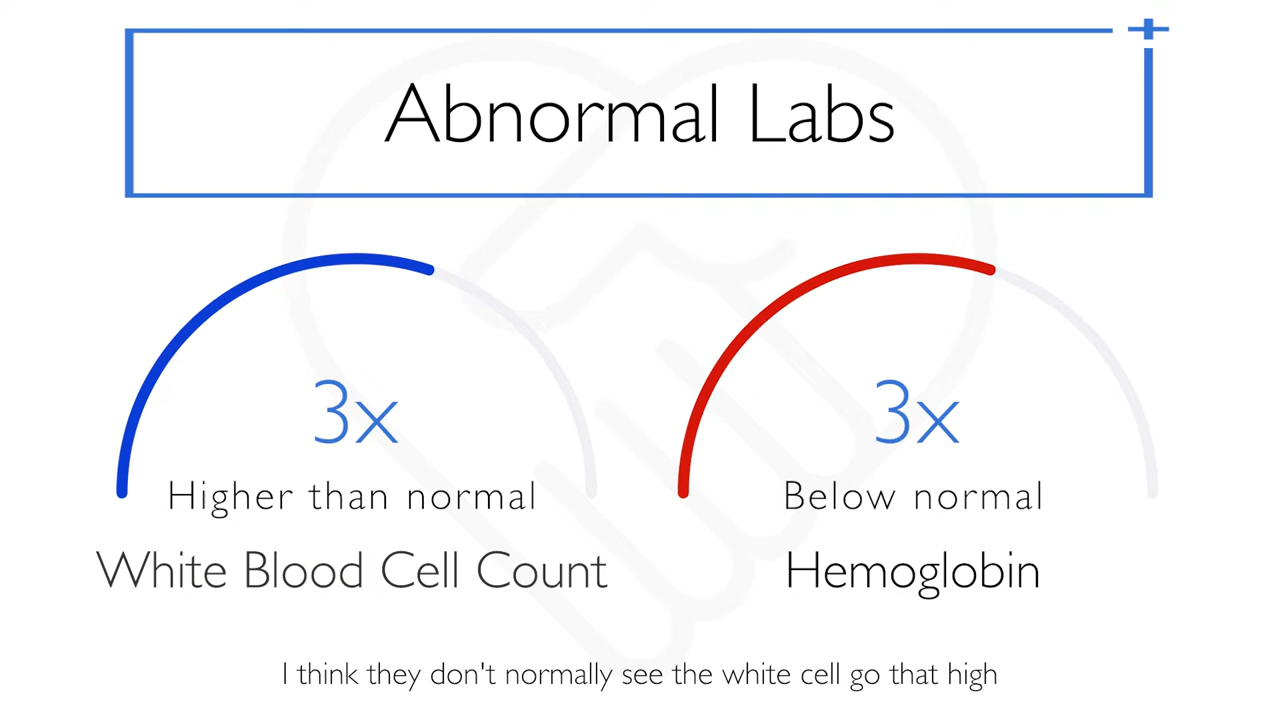 Abnormal Labs
3x
Higher than normal
White Blood Cell Count
3x
Below normal
Hemoglobin
I think they don't normally see the white cell go that high